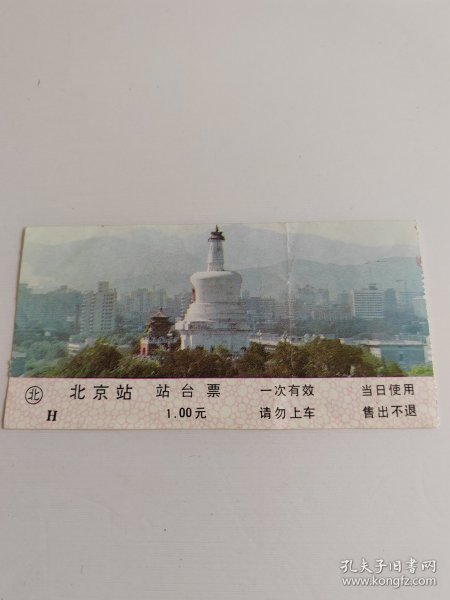 北 北京站 站台票 一次有效 当日使用
H 1.00元 请勿上车 售出不退
孔夫子旧书网
www.kongfz.com